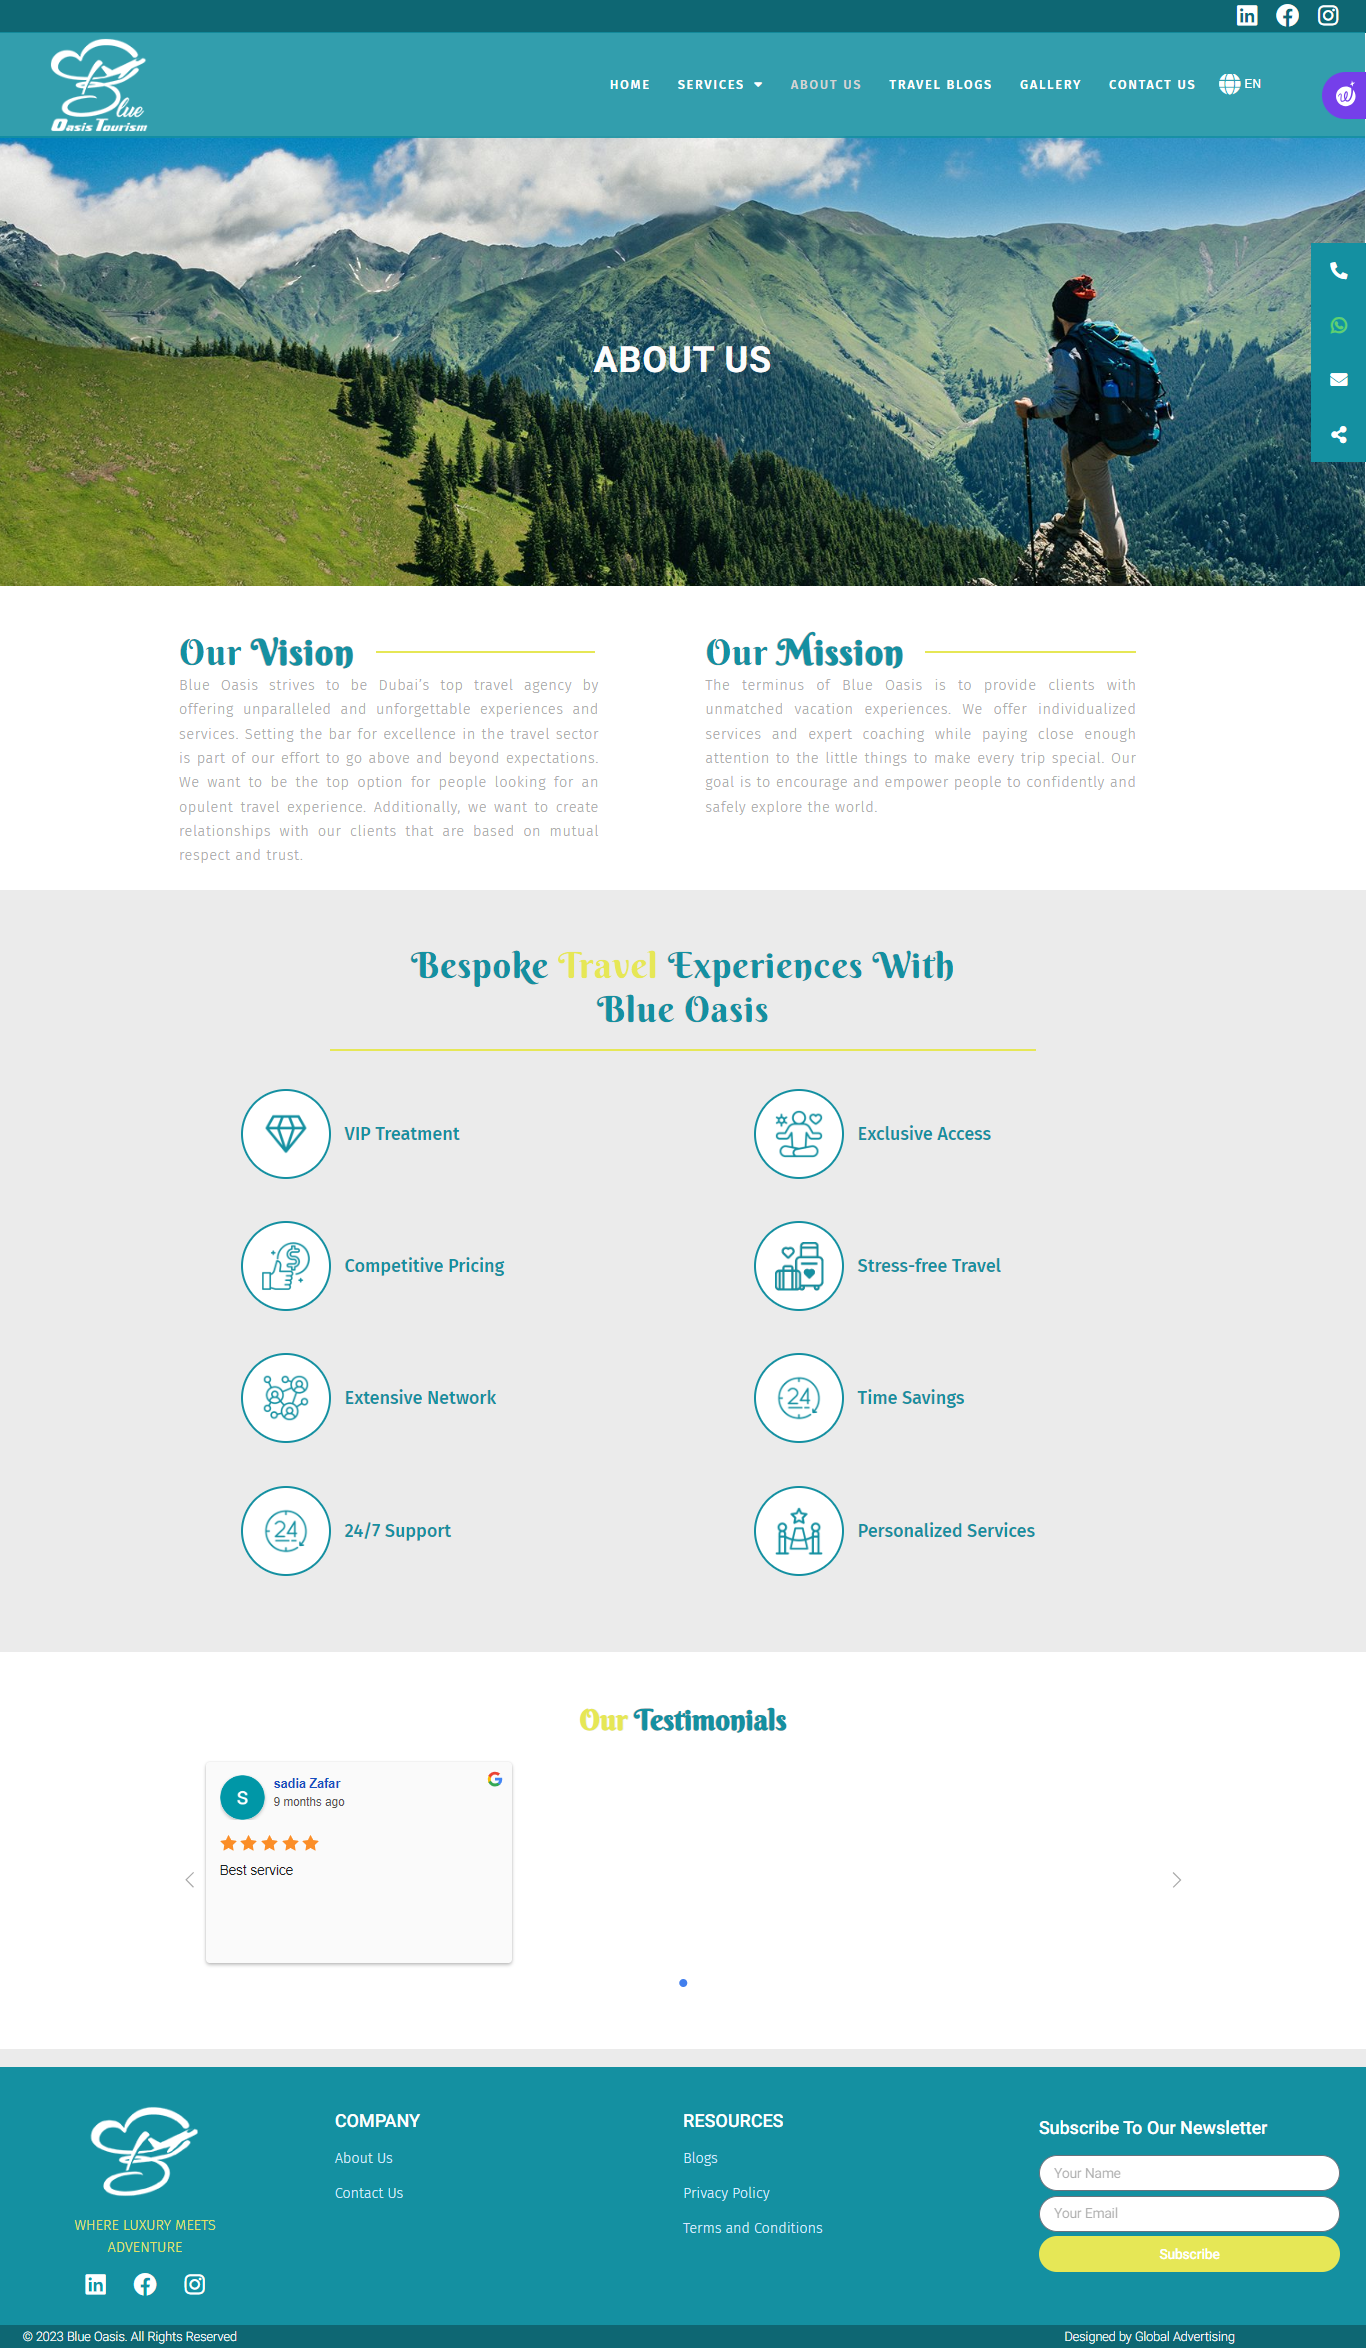 HOME SERVICES ABOUT US TRAVEL BLOGS GALLERY CONTACT US EN
Blue
Oasis Tourism
ABOUT US
Our Vision
Blue Oasis strives to be Dubai's top travel agency by
offering unparalleled and unforgettable experiences and
services. Setting the bar for excellence in the travel sector
is part of our effort to go above and beyond expectations.
We want to be the top option for people looking for an
opulent travel experience. Additionally, we want to create
relationships with our clients that are based on mutual
respect and trust.
Our Mission
The terminus of Blue Oasis is to provide clients with
unmatched vacation experiences. We offer individualized
services and expert coaching while paying close enough
attention to the little things to make every trip special. Our
goal is to encourage and empower people to confidently and
safely explore the world.
Bespoke Travel Experiences With
Blue Oasis
VIP Treatment
Exclusive Access
Competitive Pricing
Stress-free Travel
24
Extensive Network
Time Savings
24
24/7 Support
Personalized Services
Our Testimonials
S
sadia Zafar
9 months ago
Best service
WHERE LUXURY MEETS
ADVENTURE
COMPANY
About Us
Contact Us
RESOURCES
Blogs
Privacy Policy
Terms and Conditions
Subscribe To Our Newsletter
Your Name
Your Email
Subscribe
© 2023 Blue Oasis. All Rights Reserved
Designed by Global Advertising